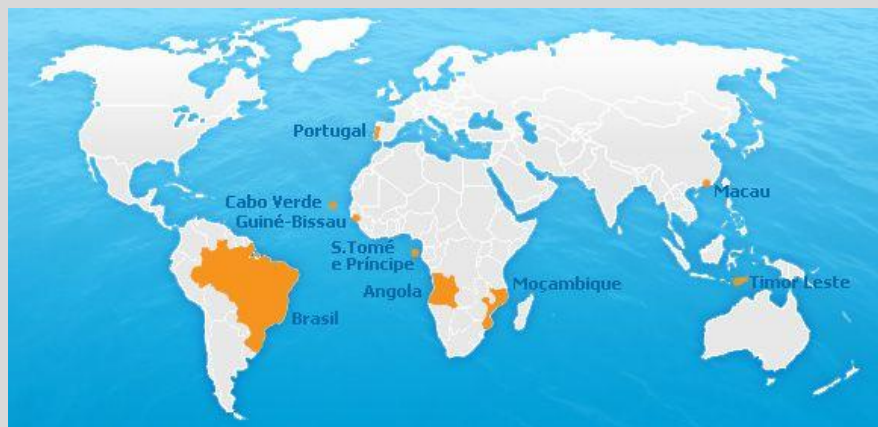 Portugal
Macau
Cabo Verde
Guiné-Bissau
S.Tomé
e Príncipe
Moçambique
Timor Leste
Angola
Brasil